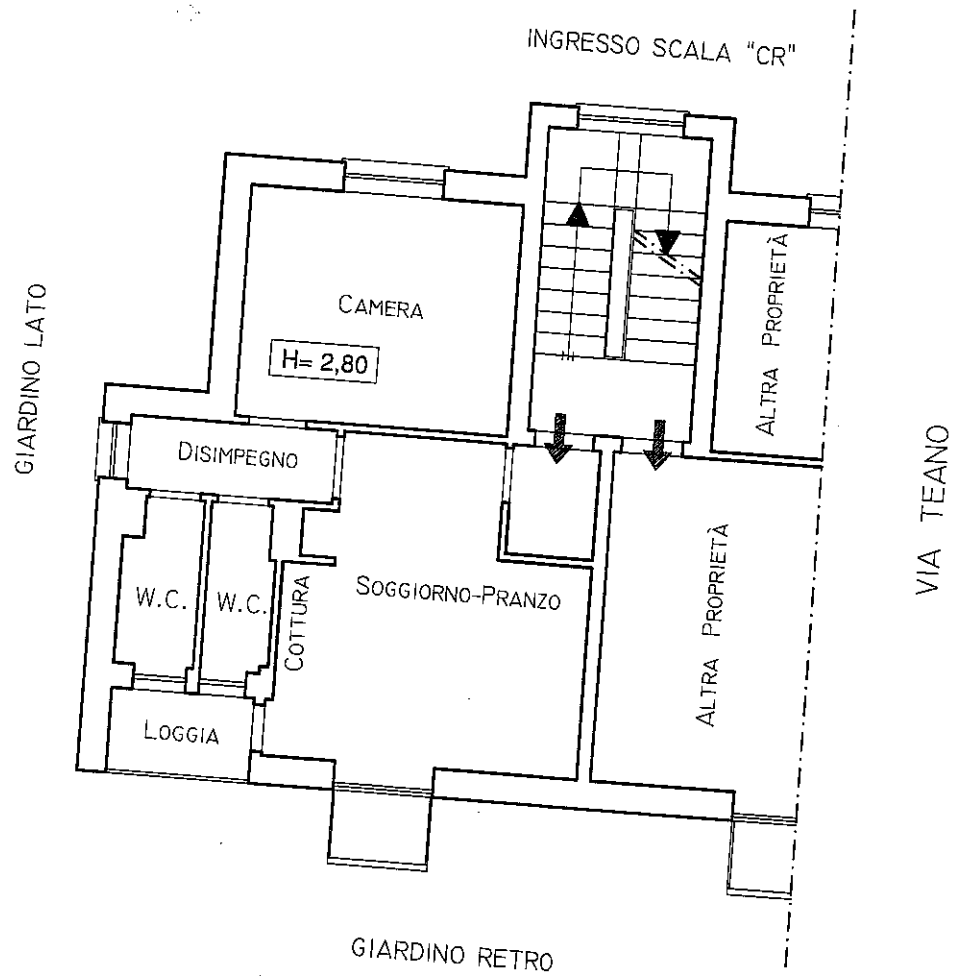 INGRESSO SCALA "CR"
CAMERA
H= 2,80
GIARDINO LATO
ALTRA PROPRIETÀ
DISIMPEGNO
VIA TEANO
W.C.
W.C.
COTTURA
SOGGIORNO-PRANZO
ALTRA PROPRIETÀ
LOGGIA
GIARDINO RETRO